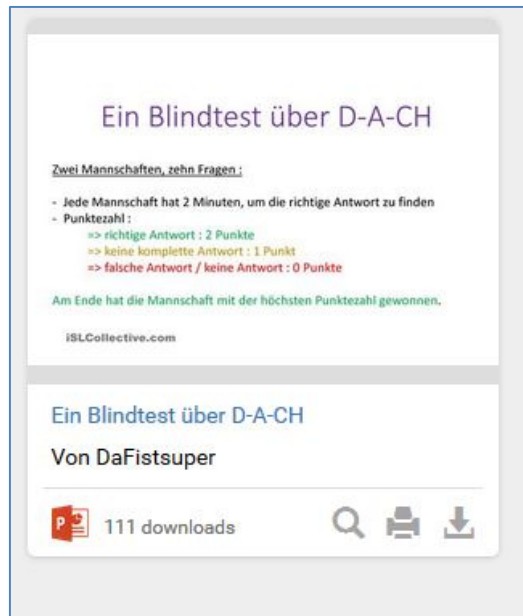 Ein Blindtest über D-A-CH
Zwei Mannschaften, zehn Fragen :
- Jede Mannschaft hat 2 Minuten, um die richtige Antwort zu finden
- Punktezahl :
=> richtige Antwort : 2 Punkte
=> keine komplette Antwort : 1 Punkt
=> falsche Antwort / keine Antwort : 0 Punkte
Am Ende hat die Mannschaft mit der höchsten Punktezahl gewonnen.
iSLCollective.com
Ein Blindtest über D-A-CH
Von DaFistsuper
P
111 downloads